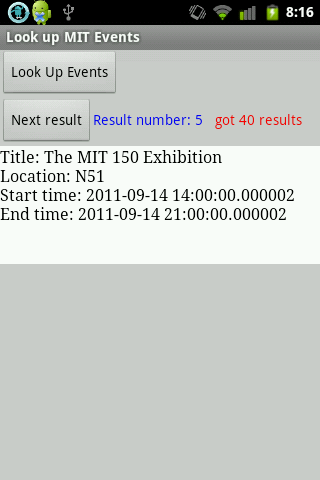 8:16
Look up MIT Events
Look Up Events
Next result Result number: 5 got 40 results
Title: The MIT 150 Exhibition
Location: N51
Start time: 2011-09-14 14:00:00.000002
End time: 2011-09-14 21:00:00.000002